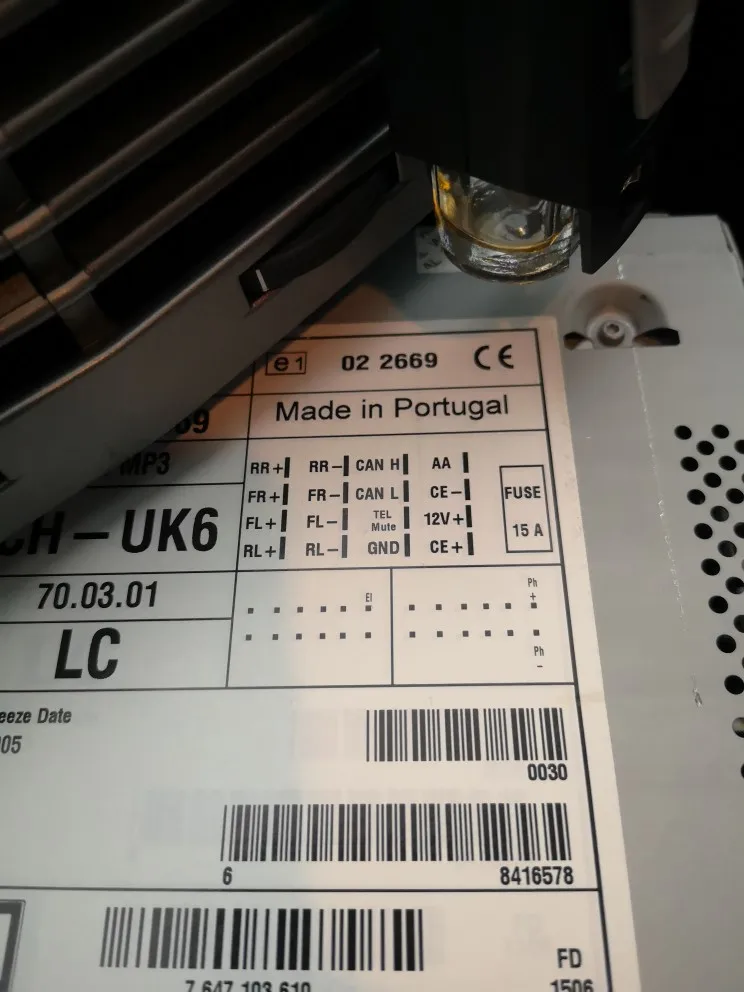 e1 02 2669 CE
69
Made in Portugal
MP3
RR+ RR- CAN H AA
FR+ FR- CAN L CE-
FL+ FL- TEL Mute 12V+
RL+ RL- GND CE+
FUSE
15 A
CH-UK6
70.03.01
LC
El
Ph
+
Ph
-
eeze Date
05
0030
6 8416578
7 647 103 610
FD
1506